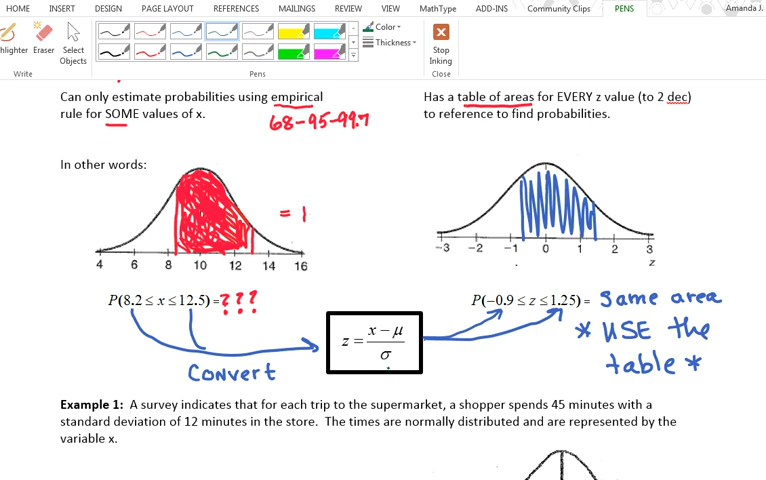 HOME INSERT DESIGN PAGE LAYOUT REFERENCES MAILINGS REVIEW VIEW MathType ADD-INS Community Clips PENS Amanda J.
hlighter Eraser Select Objects
Color
Thickness
Stop Inking
Write Pens Close
Can only estimate probabilities using empirical
rule for SOME values of x.
68-95-99.7
Has a table of areas for EVERY z value (to 2 dec)
to reference to find probabilities.
In other words:
= 1
4 6 8 10 12 14 16
-3 -2 -1 0 1 2 3
z
P(8.2 ≤ x ≤ 12.5) = ???
P(-0.9 ≤ z ≤ 1.25) = Same area
* USE the
table *
z = (x - μ) / σ
Convert
Example 1: A survey indicates that for each trip to the supermarket, a shopper spends 45 minutes with a
standard deviation of 12 minutes in the store. The times are normally distributed and are represented by the
variable x.